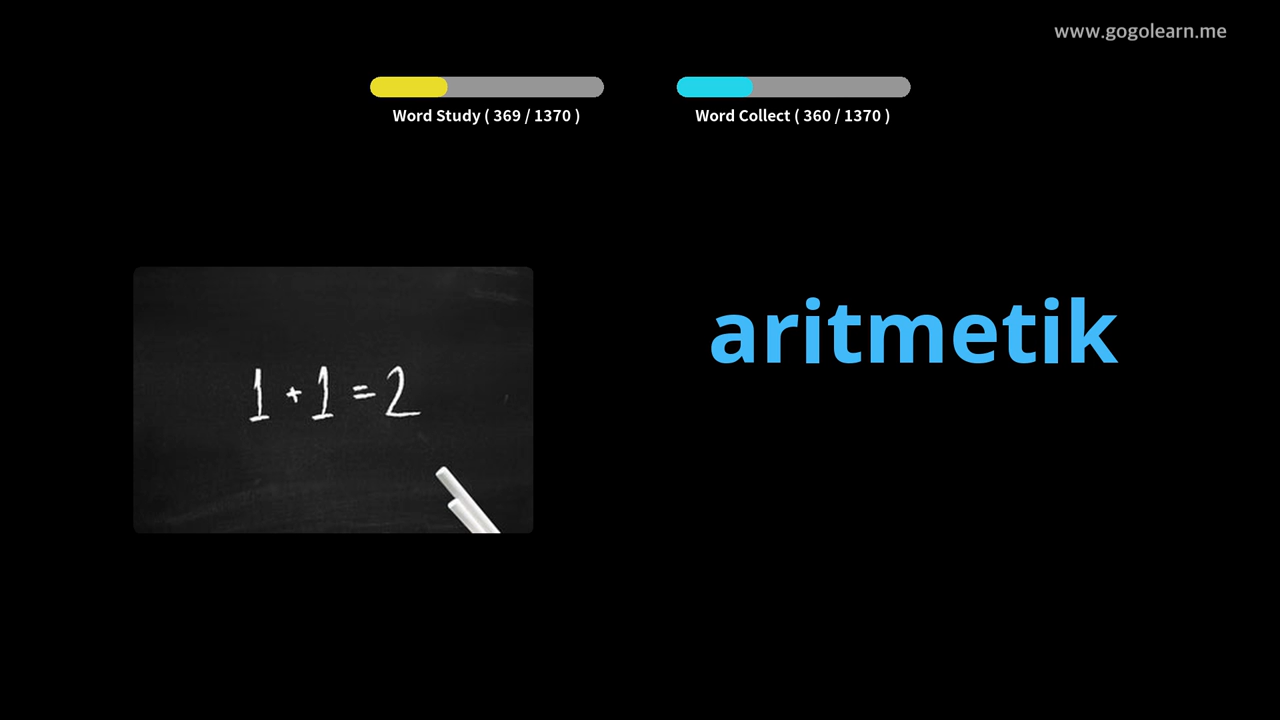 www.gogolearn.me
Word Study ( 369 / 1370 )
Word Collect ( 360 / 1370 )
aritmetik
1 + 1 = 2